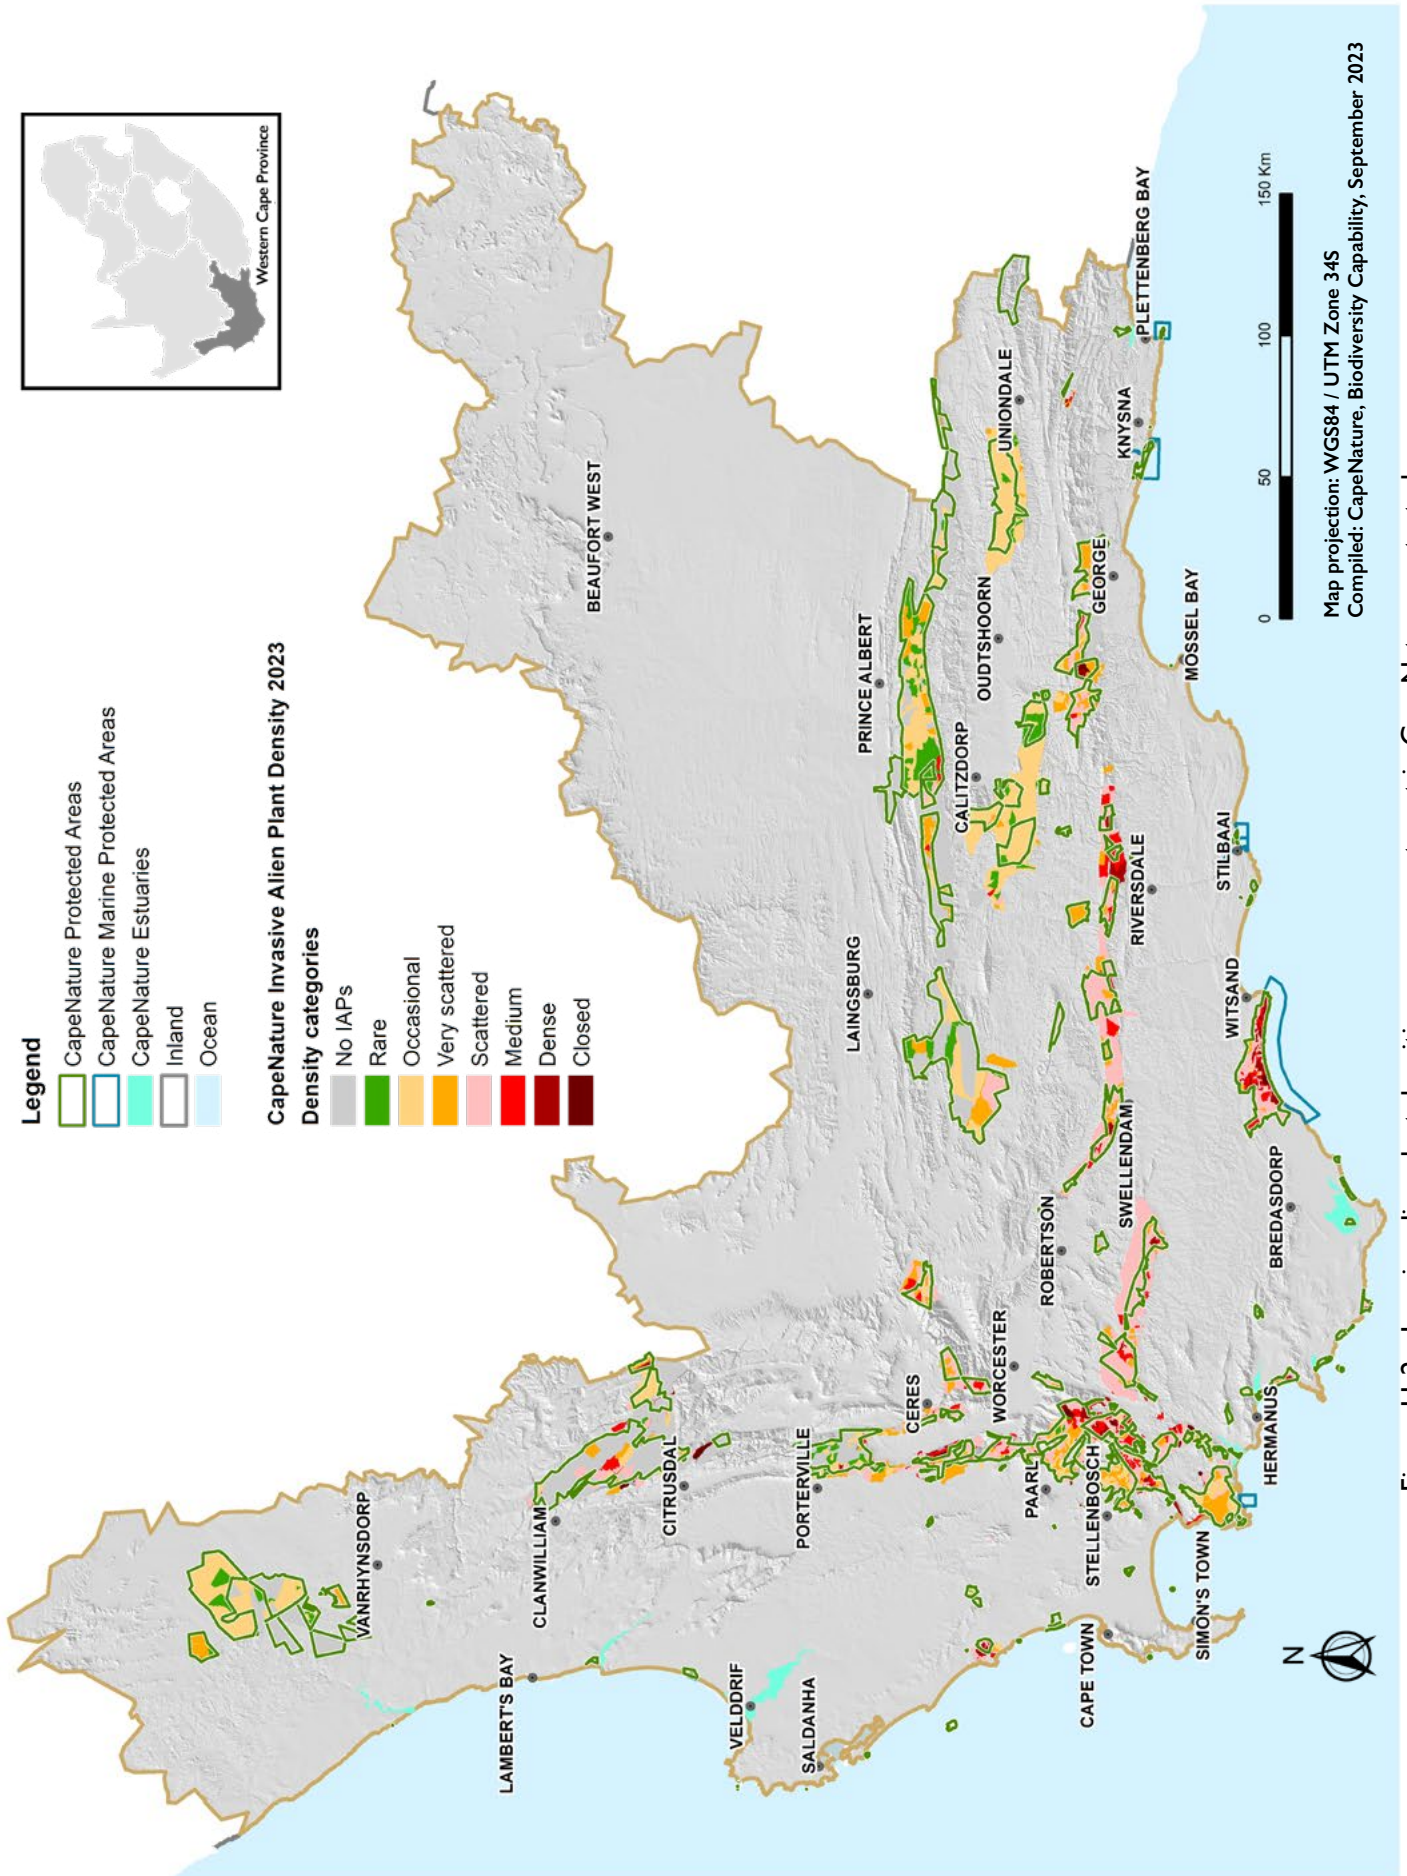 Western Cape Province
Legend
CapeNature Protected Areas
CapeNature Marine Protected Areas
CapeNature Estuaries
Inland
Ocean
CapeNature Invasive Alien Plant Density 2023
Density categories
No IAPs
Rare
Occasional
Very scattered
Scattered
Medium
Dense
Closed
VANRHYNSDORP
LAMBERT'S BAY
CLANWILLIAM
CITRUSDAL
VELDDRIF
SALDANHA
PORTERVILLE
CERES
WORCESTER
PAARL
STELLENBOSCH
CAPE TOWN
SIMON'S TOWN
HERMANUS
ROBERTSON
SWELLENDAM
BREDASDORP
WITSAND
LAINGSBURG
RIVERSDALE
STILBAAI
BEAUFORT WEST
PRINCE ALBERT
CALITZDORP
OUDTSHOORN
MOSSEL BAY
GEORGE
UNIONDALE
KNYSNA
PLETTENBERG BAY
N
0 50 100 150 Km
Map projection: WGS84 / UTM Zone 34S
Compiled: CapeNature, Biodiversity Capability, September 2023